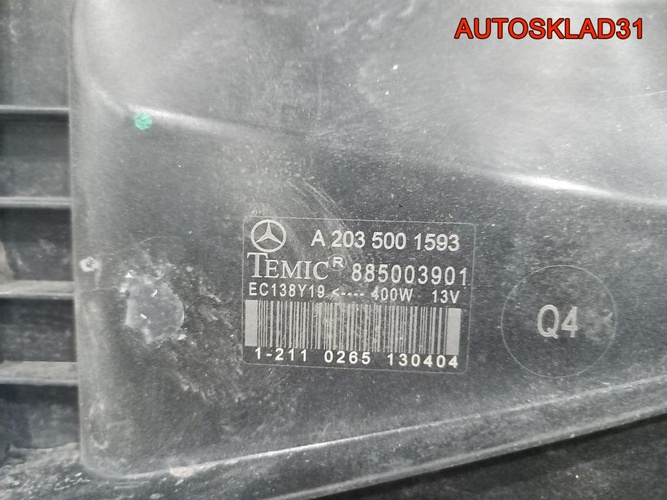 AUTOSKLAD31
A 203 500 1593
TEMIC R 885003901
EC138Y19 <---- 400W 13V
1-211 0265 130404
Q4